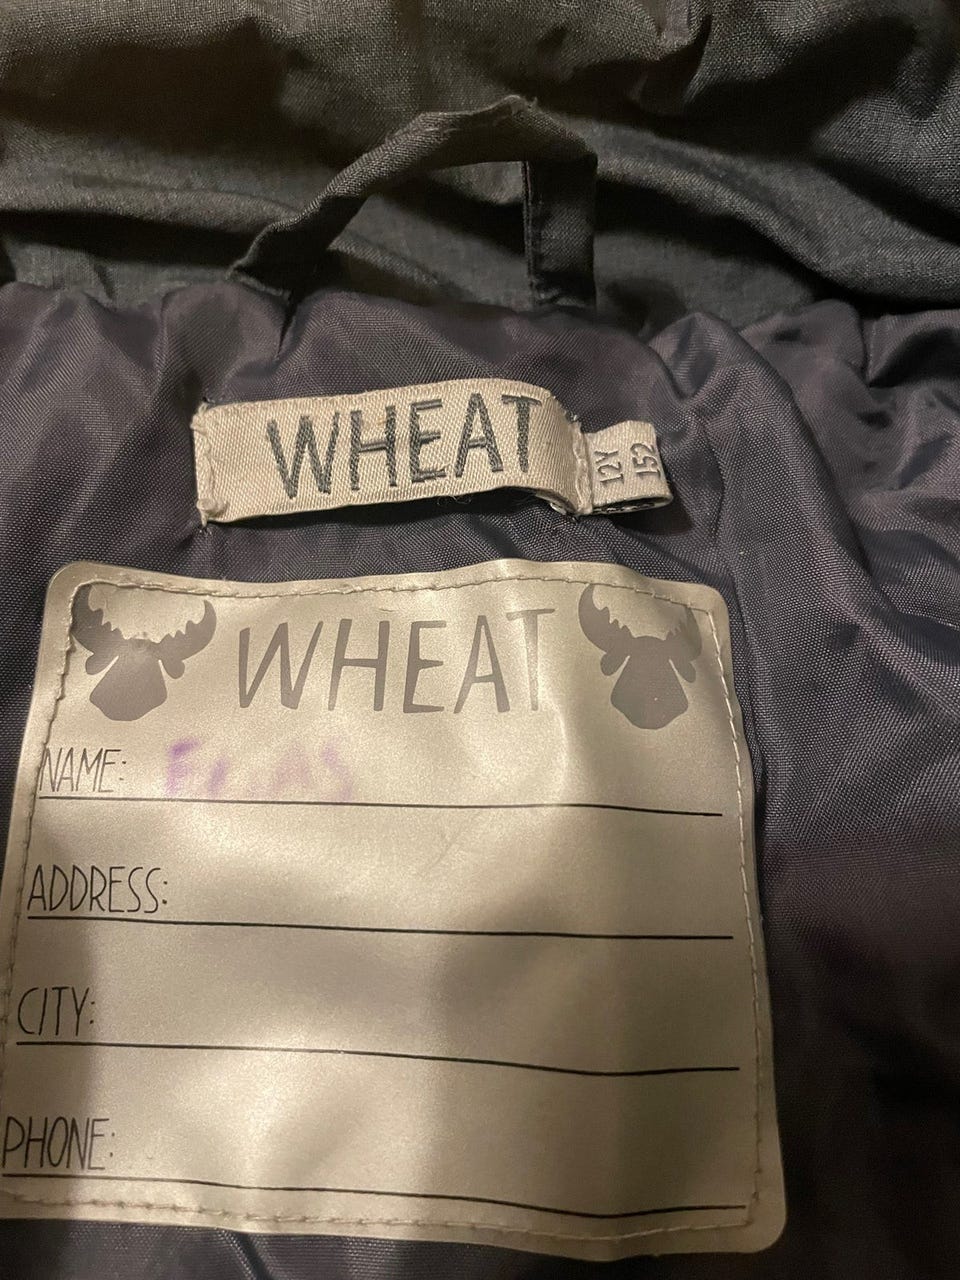 WHEAT
12Y
152
WHEAT
NAME:
ADDRESS:
CITY:
PHONE: